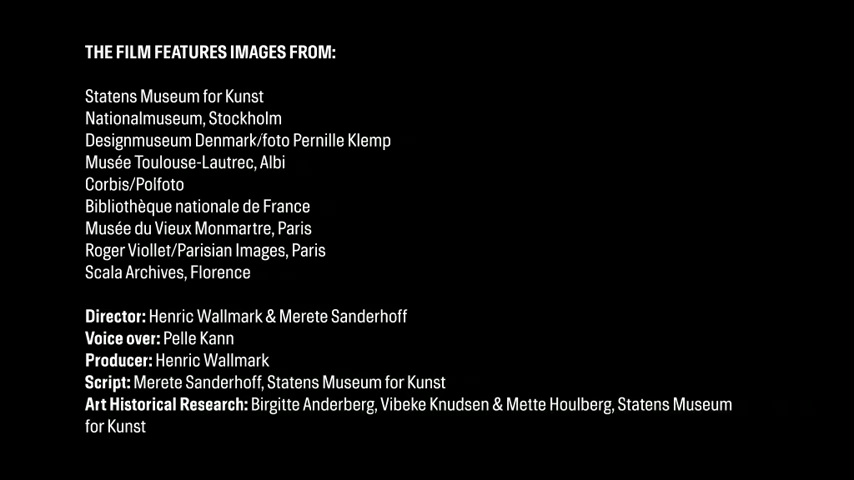 THE FILM FEATURES IMAGES FROM:
Statens Museum for Kunst
Nationalmuseum, Stockholm
Designmuseum Denmark/foto Pernille Klemp
Musée Toulouse-Lautrec, Albi
Corbis/Polfoto
Bibliothèque nationale de France
Musée du Vieux Monmartre, Paris
Roger Viollet/Parisian Images, Paris
Scala Archives, Florence
Director: Henric Wallmark & Merete Sanderhoff
Voice over: Pelle Kann
Producer: Henric Wallmark
Script: Merete Sanderhoff, Statens Museum for Kunst
Art Historical Research: Birgitte Anderberg, Vibeke Knudsen & Mette Houlberg, Statens Museum
for Kunst